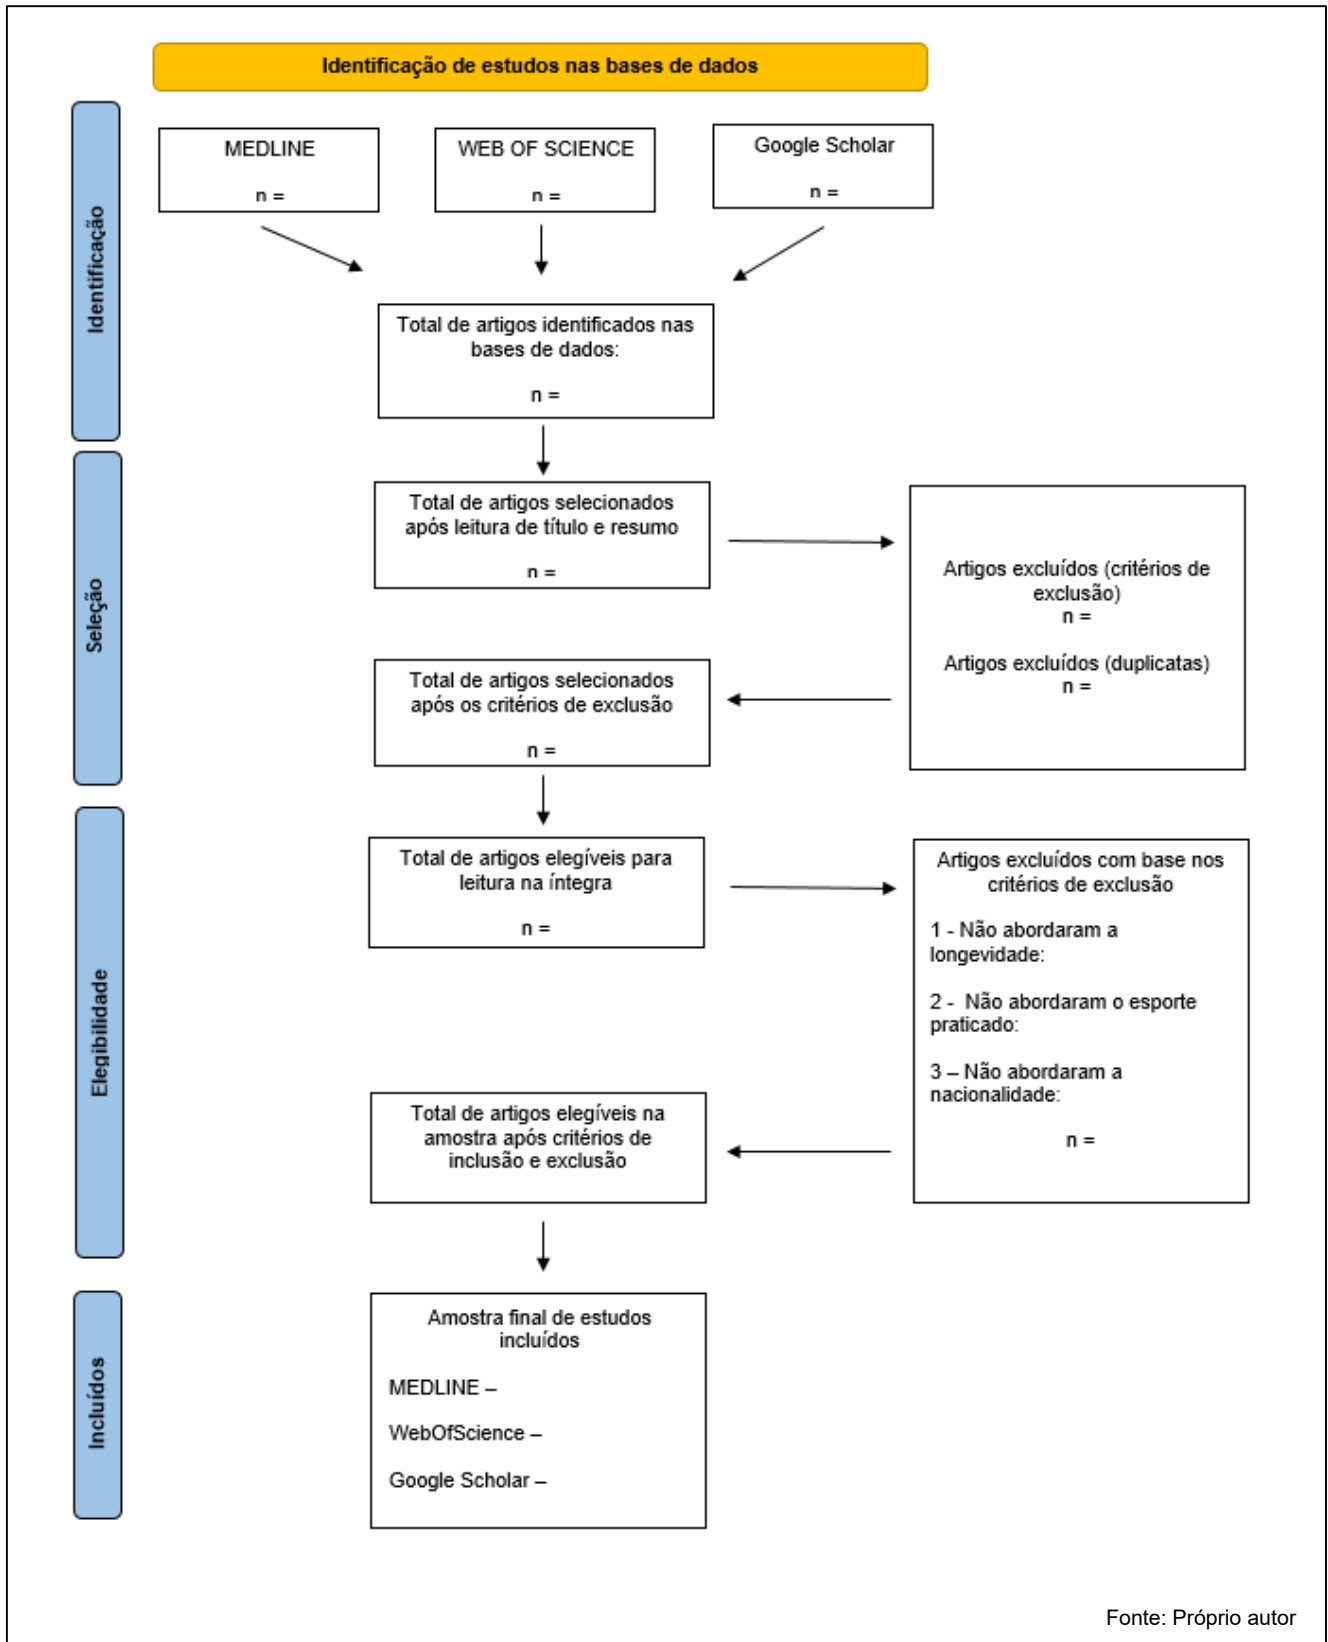 Identificação de estudos nas bases de dados
Identificação
MEDLINE
n =
WEB OF SCIENCE
n =
Google Scholar
n =
Total de artigos identificados nas
bases de dados:
n =
Seleção
Total de artigos selecionados
após leitura de título e resumo
n =
Artigos excluídos (critérios de
exclusão)
n =
Artigos excluídos (duplicatas)
n =
Total de artigos selecionados
após os critérios de exclusão
n =
Elegibilidade
Total de artigos elegíveis para
leitura na íntegra
n =
Artigos excluídos com base nos
critérios de exclusão
1 - Não abordaram a
longevidade:
2 - Não abordaram o esporte
praticado:
3 – Não abordaram a
nacionalidade:
n =
Total de artigos elegíveis na
amostra após critérios de
inclusão e exclusão
Incluídos
Amostra final de estudos
incluídos
MEDLINE –
WebOfScience –
Google Scholar –
Fonte: Próprio autor